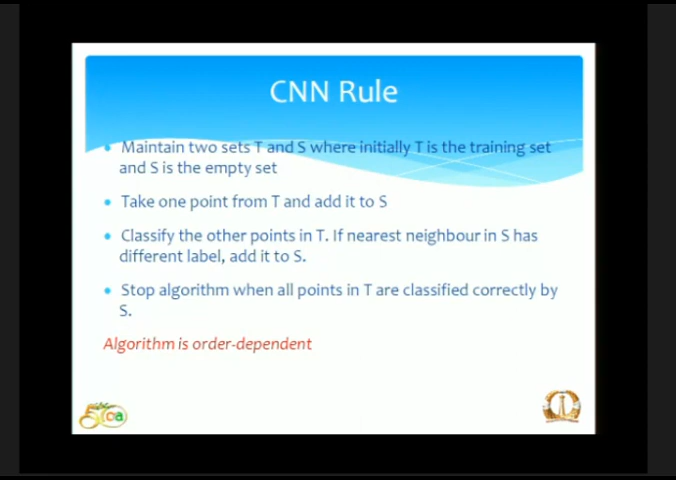 CNN Rule
• Maintain two sets T and S where initially T is the training set
and S is the empty set
• Take one point from T and add it to S
• Classify the other points in T. If nearest neighbour in S has
different label, add it to S.
• Stop algorithm when all points in T are classified correctly by
S.
Algorithm is order-dependent